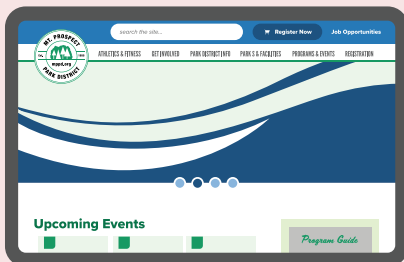 search the site...
Register Now
Job Opportunities
MT. PROSPECT
mppd.org
PARK DISTRICT
ATHLETICS & FITNESS
GET INVOLVED
PARK DISTRICT INFO
PARKS & FACILITIES
PROGRAMS & EVENTS
REGISTRATION
Upcoming Events
Program Guide